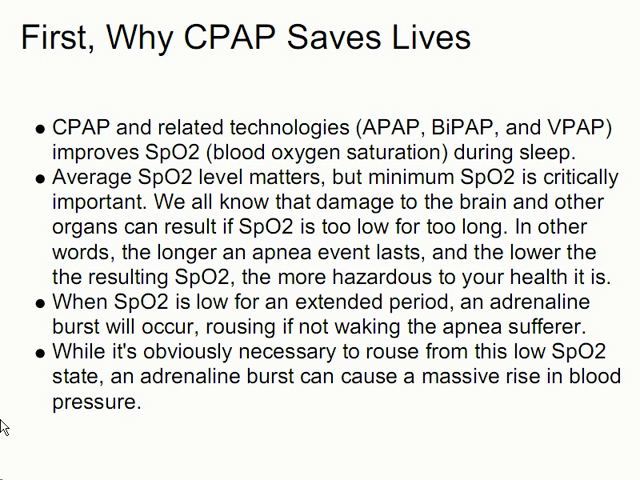 First, Why CPAP Saves Lives
● CPAP and related technologies (APAP, BiPAP, and VPAP)
improves SpO2 (blood oxygen saturation) during sleep.
● Average SpO2 level matters, but minimum SpO2 is critically
important. We all know that damage to the brain and other
organs can result if SpO2 is too low for too long. In other
words, the longer an apnea event lasts, and the lower the
the resulting SpO2, the more hazardous to your health it is.
● When SpO2 is low for an extended period, an adrenaline
burst will occur, rousing if not waking the apnea sufferer.
● While it's obviously necessary to rouse from this low SpO2
state, an adrenaline burst can cause a massive rise in blood
pressure.